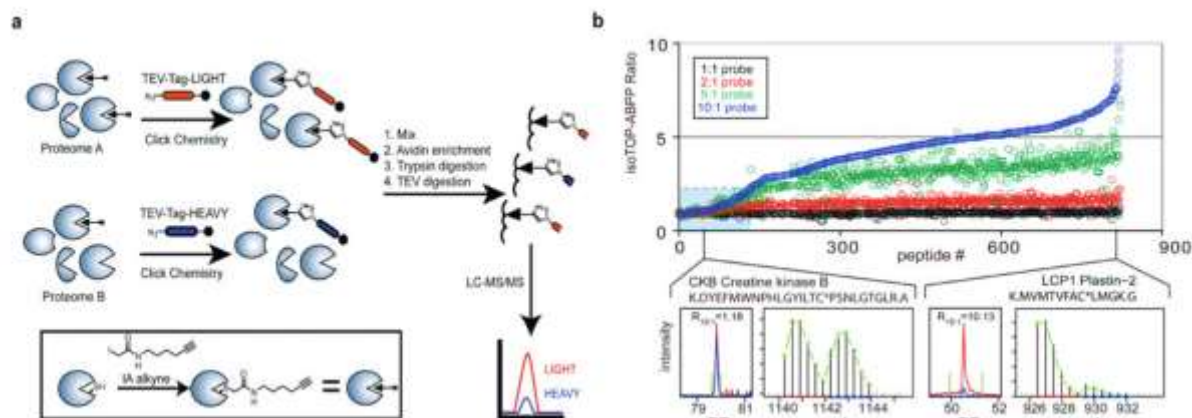 a
TEV-Tag-LIGHT
N₃
Click Chemistry
Proteome A
TEV-Tag-HEAVY
N₃
Click Chemistry
Proteome B
1. Mix
2. Avidin enrichment
3. Trypsin digestion
4. TEV digestion
LC-MS/MS
LIGHT
HEAVY
IA alkyne
SH
O
N
H
O
N
H
=
b
isoTOP-ABPP Ratio
10
5
0
1:1 probe
2:1 probe
5:1 probe
10:1 probe
0
300
600
900
peptide #
CKB Creatine kinase B
K.DYEFMWNPHLGYILTC*PSNLGTGLR.A
R10:1=1.18
intensity
79
81
1140
1142
1144
LCP1 Plastin-2
K.MVMTVFAC*LMGK.G
R10:1=10.13
50
52
926
928
930
932